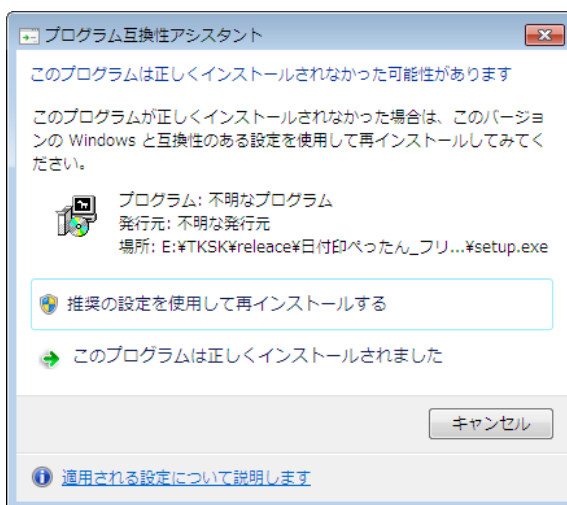 プログラム互換性アシスタント
このプログラムは正しくインストールされなかった可能性があります
このプログラムが正しくインストールされなかった場合は、このバージョ
ンの Windows と互換性のある設定を使用して再インストールしてみてく
ださい。
プログラム: 不明なプログラム
発行元: 不明な発行元
場所: E:¥TKSK¥releace¥日付印ぺったん_フリ...¥setup.exe
推奨の設定を使用して再インストールする
このプログラムは正しくインストールされました
キャンセル
適用される設定について説明します